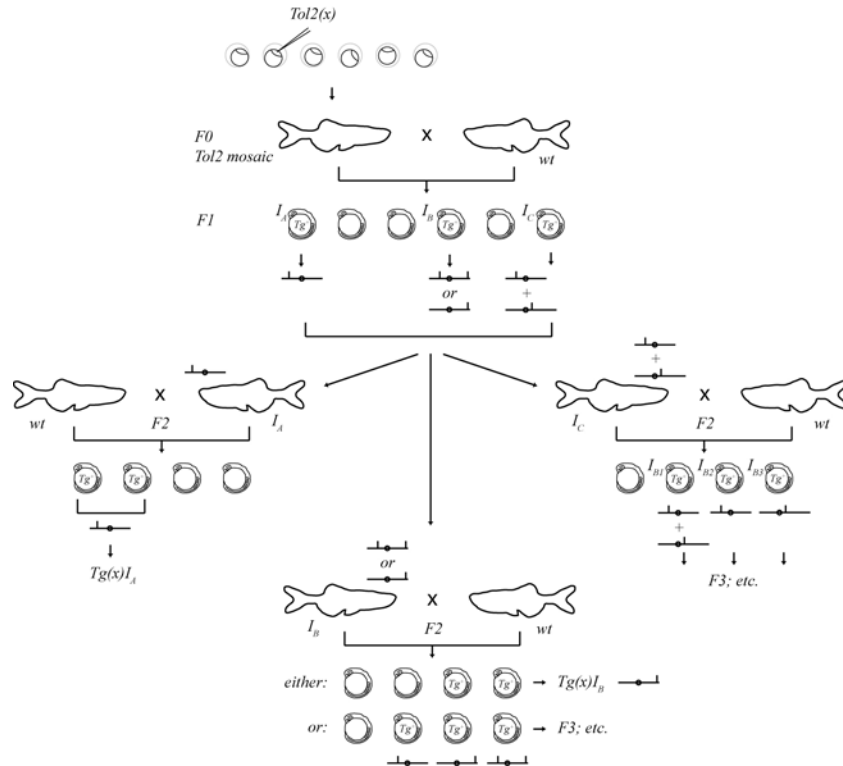 Tol2(x)
F0
Tol2 mosaic
x
wt
F1
I_A
I_B
I_C
Tg⁺
Tg⁺
Tg⁺
or
+
+
wt
x
F2
I_A
I_C
x
F2
wt
Tg⁺
Tg⁺
I_B1
I_B2
I_B3
Tg⁺
Tg⁺
Tg⁺
+
Tg(x)I_A
F3; etc.
or
I_B
x
F2
wt
either:
Tg⁺
Tg⁺
Tg(x)I_B
or:
Tg⁺
Tg⁺
Tg⁺
F3; etc.